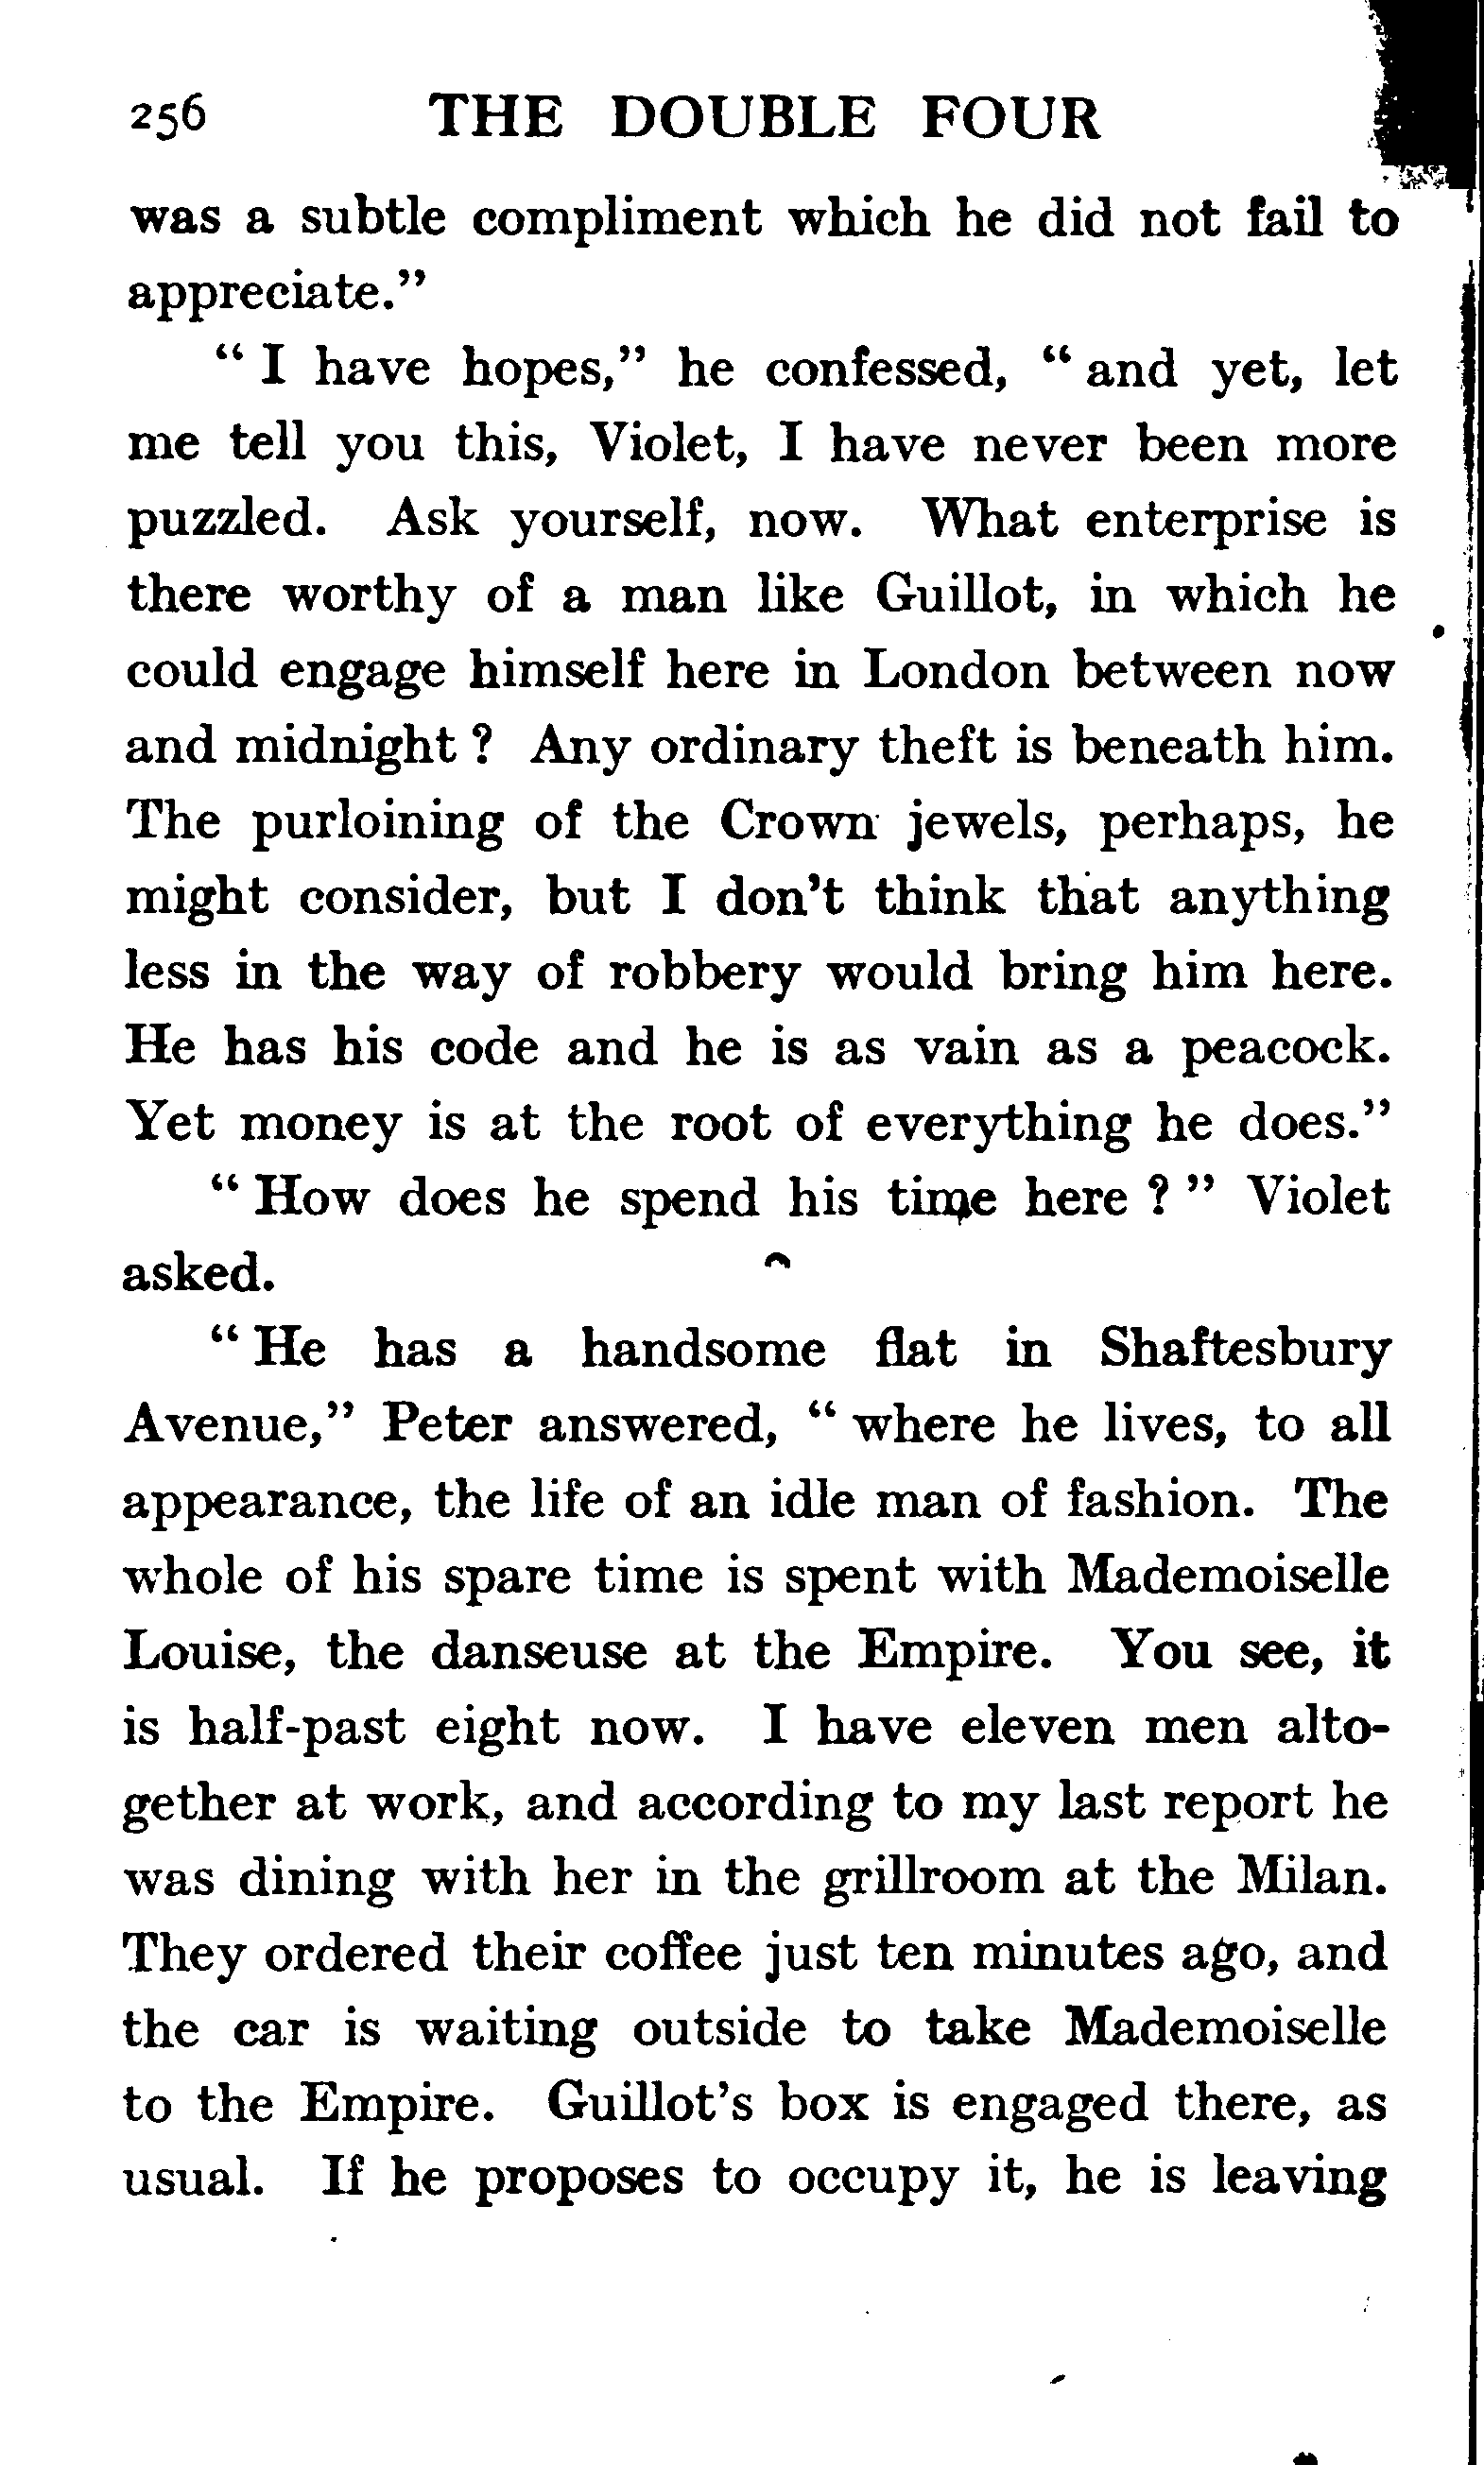 256 THE DOUBLE FOUR
was a subtle compliment which he did not fail to
appreciate."
" I have hopes," he confessed, " and yet, let
me tell you this, Violet, I have never been more
puzzled. Ask yourself, now. What enterprise is
there worthy of a man like Guillot, in which he
could engage himself here in London between now
and midnight ? Any ordinary theft is beneath him.
The purloining of the Crown jewels, perhaps, he
might consider, but I don't think that anything
less in the way of robbery would bring him here.
He has his code and he is as vain as a peacock.
Yet money is at the root of everything he does."
" How does he spend his time here ? " Violet
asked.
" He has a handsome flat in Shaftesbury
Avenue," Peter answered, " where he lives, to all
appearance, the life of an idle man of fashion. The
whole of his spare time is spent with Mademoiselle
Louise, the danseuse at the Empire. You see, it
is half-past eight now. I have eleven men alto-
gether at work, and according to my last report he
was dining with her in the grillroom at the Milan.
They ordered their coffee just ten minutes ago, and
the car is waiting outside to take Mademoiselle
to the Empire. Guillot's box is engaged there, as
usual. If he proposes to occupy it, he is leaving